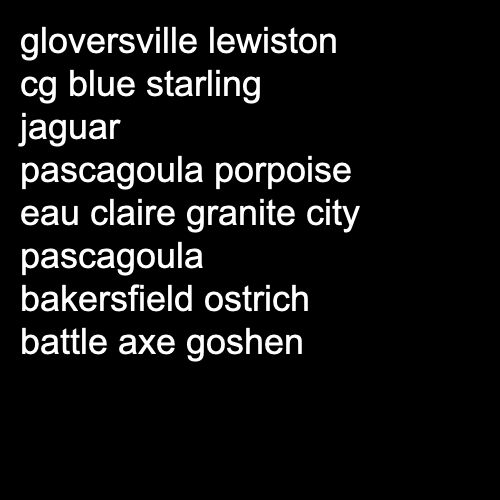 gloversville lewiston
cg blue starling
jaguar
pascagoula porpoise
eau claire granite city
pascagoula
bakersfield ostrich
battle axe goshen